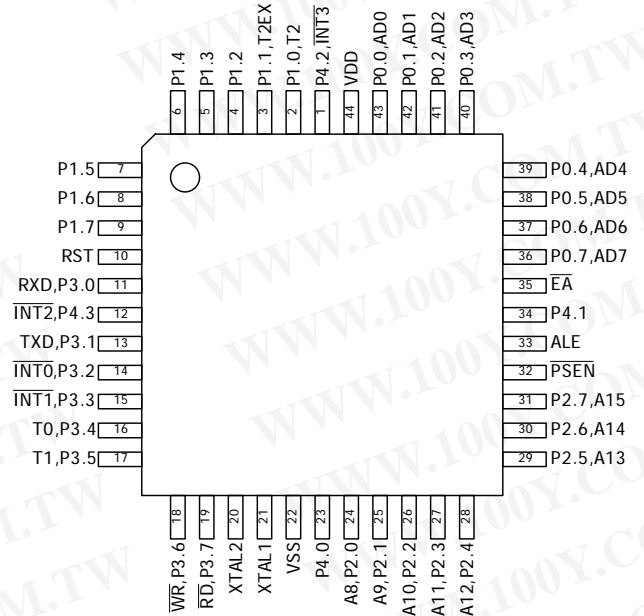 P1.4
P1.3
P1.2
P1.1,T2EX
P1.0,T2
P4.2,INT3
VDD
P0.0,AD0
P0.1,AD1
P0.2,AD2
P0.3,AD3
6
5
4
3
2
1
44
43
42
41
40
P1.5 7
P1.6 8
P1.7 9
RST 10
RXD,P3.0 11
INT2,P4.3 12
TXD,P3.1 13
INT0,P3.2 14
INT1,P3.3 15
T0,P3.4 16
T1,P3.5 17
39 P0.4,AD4
38 P0.5,AD5
37 P0.6,AD6
36 P0.7,AD7
35 EA
34 P4.1
33 ALE
32 PSEN
31 P2.7,A15
30 P2.6,A14
29 P2.5,A13
18
19
20
21
22
23
24
25
26
27
28
WR,P3.6
RD,P3.7
XTAL2
XTAL1
VSS
P4.0
A8,P2.0
A9,P2.1
A10,P2.2
A11,P2.3
A12,P2.4
WWW.100Y.COM.TW